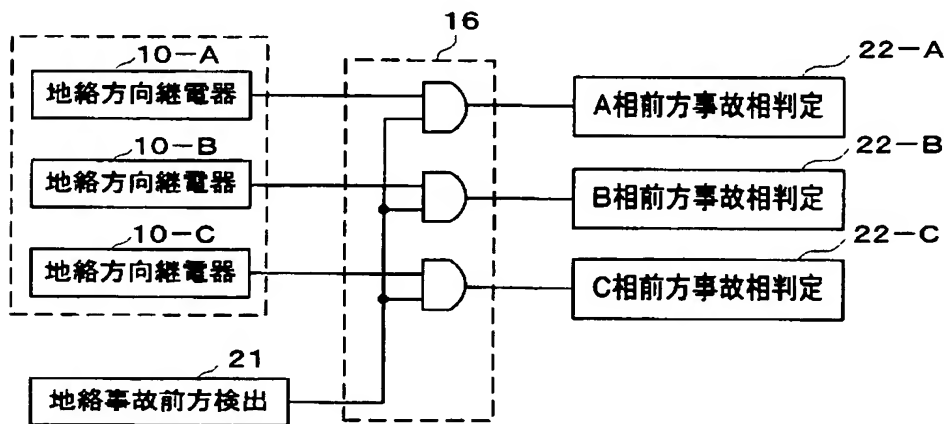 10-A
地絡方向継電器
10-B
地絡方向継電器
10-C
地絡方向継電器
21
地絡事故前方検出
16
22-A
A相前方事故相判定
22-B
B相前方事故相判定
22-C
C相前方事故相判定